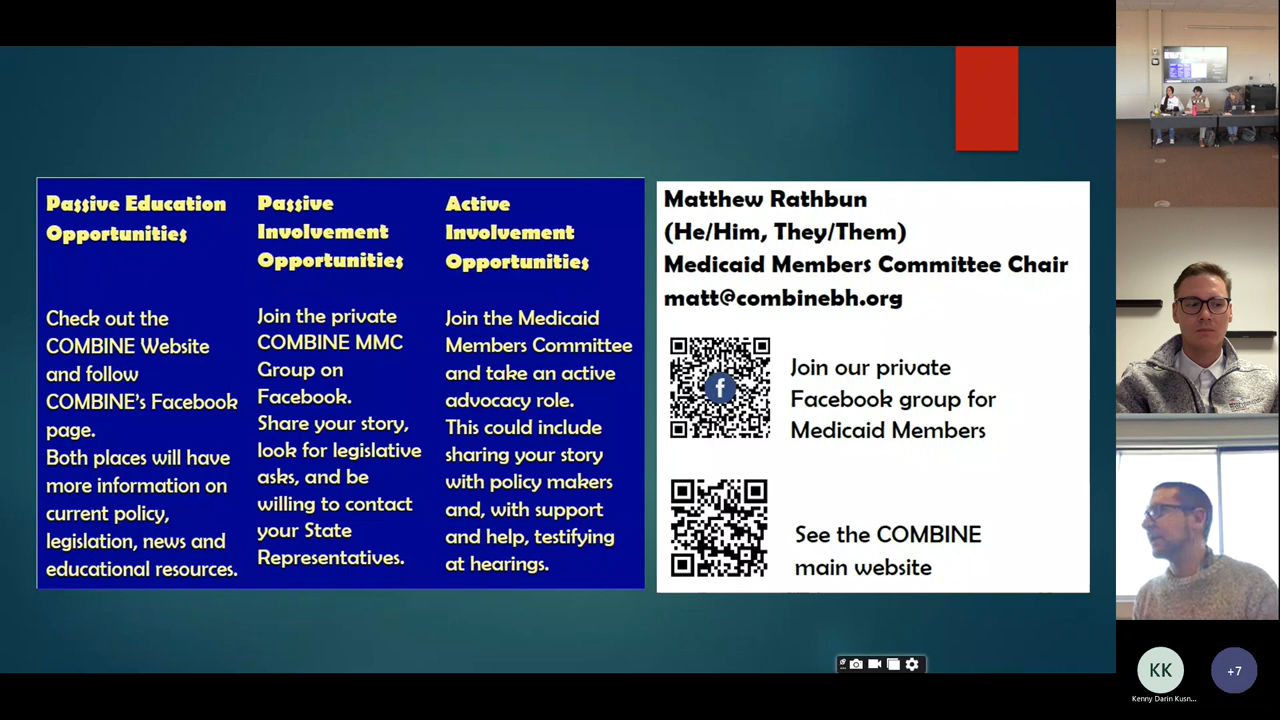 Passive Education
Opportunities
Check out the
COMBINE Website
and follow
COMBINE's Facebook
page.
Both places will have
more information on
current policy,
legislation, news and
educational resources.
Passive
Involvement
Opportunities
Join the private
COMBINE MMC
Group on
Facebook.
Share your story,
look for legislative
asks, and be
willing to contact
your State
Representatives.
Active
Involvement
Opportunities
Join the Medicaid
Members Committee
and take an active
advocacy role.
This could include
sharing your story
with policy makers
and, with support
and help, testifying
at hearings.
Matthew Rathbun
(He/Him, They/Them)
Medicaid Members Committee Chair
matt@combinebh.org
Join our private
Facebook group for
Medicaid Members
See the COMBINE
main website
KK
+7
Kenny Darin Kusn...